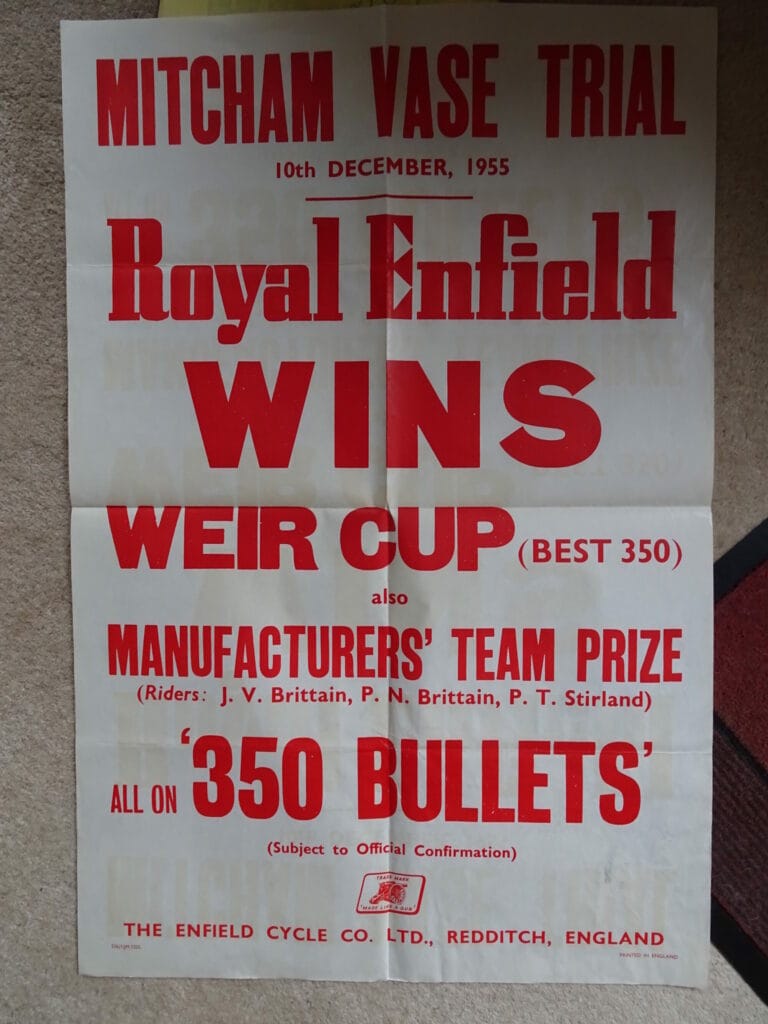 MITCHAM VASE TRIAL
10th DECEMBER, 1955
Royal Enfield
WINS
WEIR CUP (BEST 350)
also
MANUFACTURERS' TEAM PRIZE
(Riders: J. V. Brittain, P. N. Brittain, P. T. Stirland)
ALL ON '350 BULLETS'
(Subject to Official Confirmation)
TRADE MARK
"MADE LIKE A GUN"
THE ENFIELD CYCLE CO. LTD., REDDITCH, ENGLAND
PRINTED IN ENGLAND